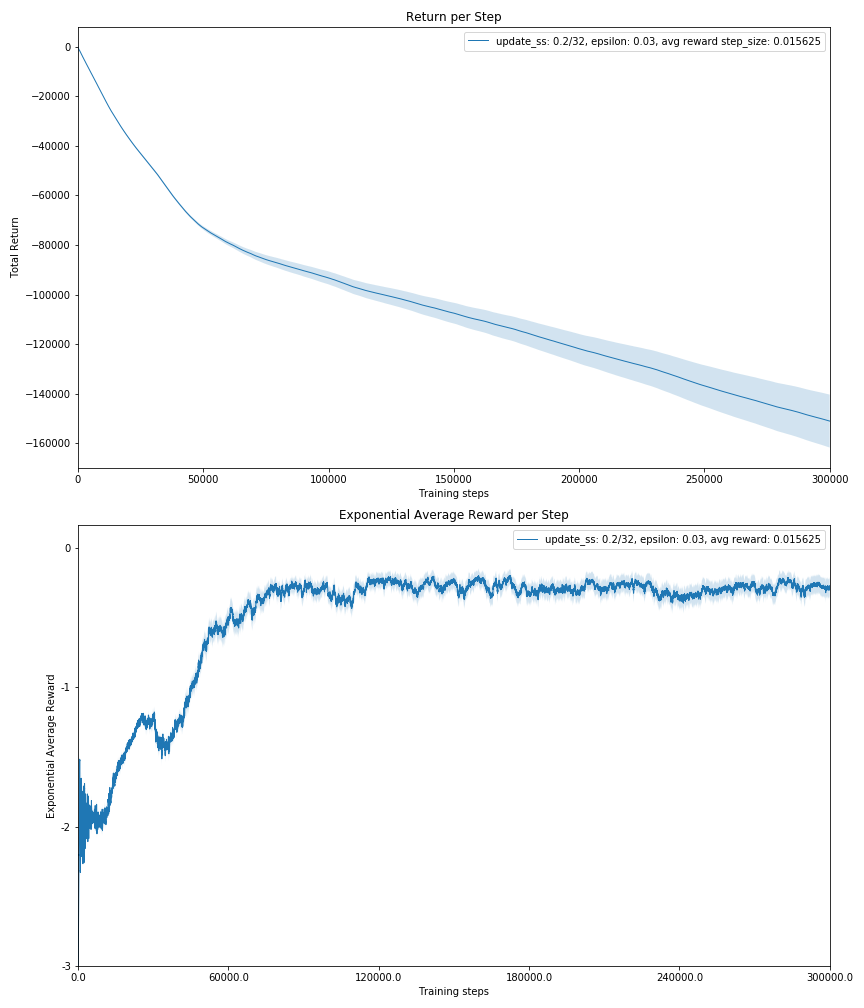 Return per Step
update_ss: 0.2/32, epsilon: 0.03, avg reward step_size: 0.015625
0
−20000
−40000
−60000
−80000
−100000
−120000
−140000
−160000
Total Return
0 50000 100000 150000 200000 250000 300000
Training steps
Exponential Average Reward per Step
update_ss: 0.2/32, epsilon: 0.03, avg reward: 0.015625
0
-1
-2
-3
Exponential Average Reward
0.0 60000.0 120000.0 180000.0 240000.0 300000.0
Training steps